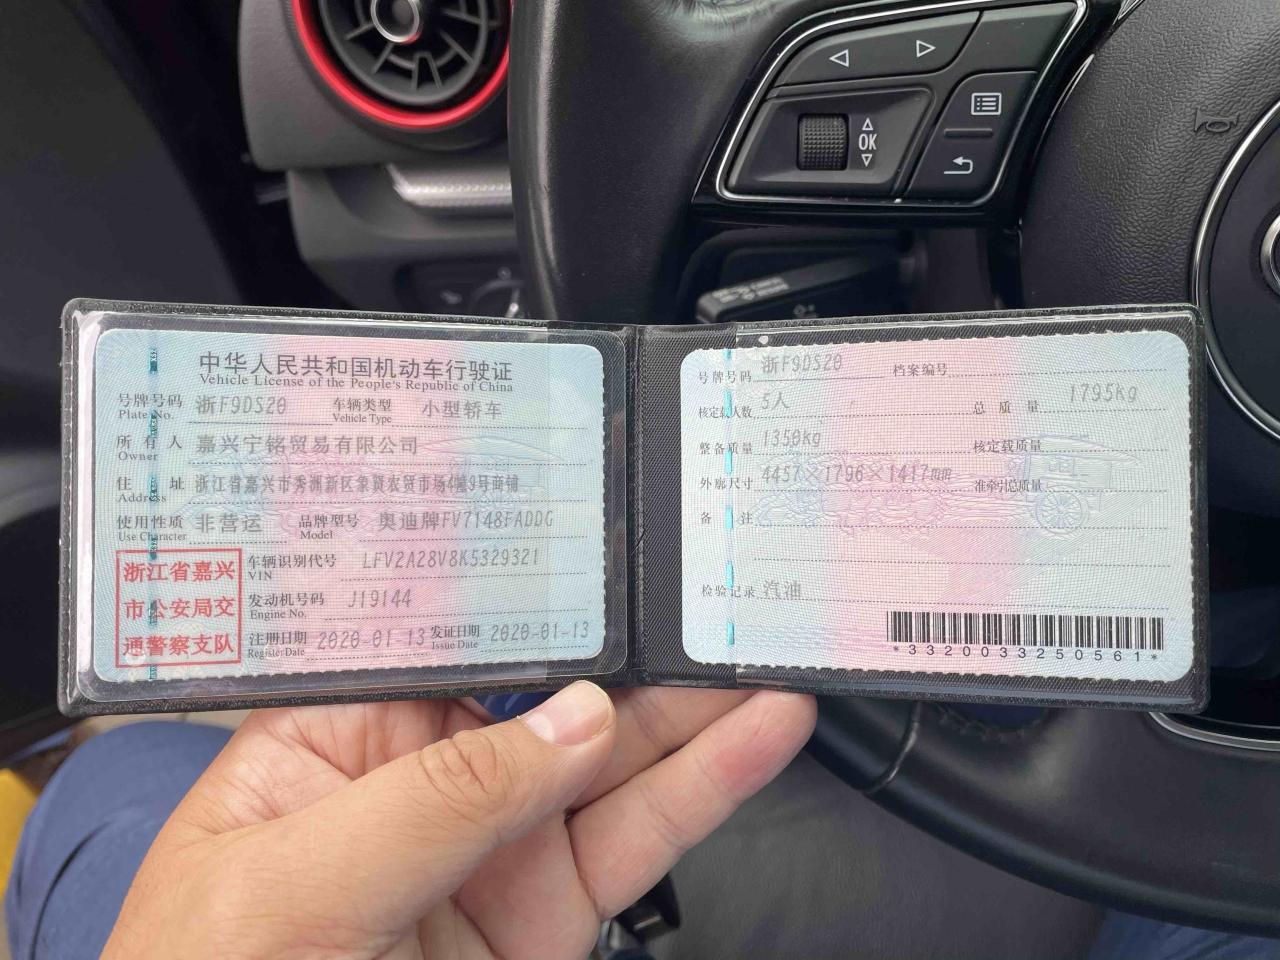 OK
中华人民共和国机动车行驶证
Vehicle License of the People's Republic of China
号牌号码 浙F9DS20 车辆类型 小型轿车
Plate No. Vehicle Type
所有人 嘉兴宁铭贸易有限公司
Owner
住址 浙江省嘉兴市秀洲新区象贤农贸市场4幢9号商铺
Address
使用性质 非营运 品牌型号 奥迪牌FV7148FADDG
Use Character Model
浙江省嘉兴
市公安局交
通警察支队
车辆识别代号 LFV2A28V8K5329321
VIN
发动机号码 J19144
Engine No.
注册日期 2020-01-13 发证日期 2020-01-13
Register Date Issue Date
号牌号码 浙F9DS20 档案编号
核定载人数 5人 总质量 1795kg
整备质量 1350kg 核定载质量
外廓尺寸 4457×1796×1417mm 准牵引总质量
备注
检验记录 汽油
*3320033250561*